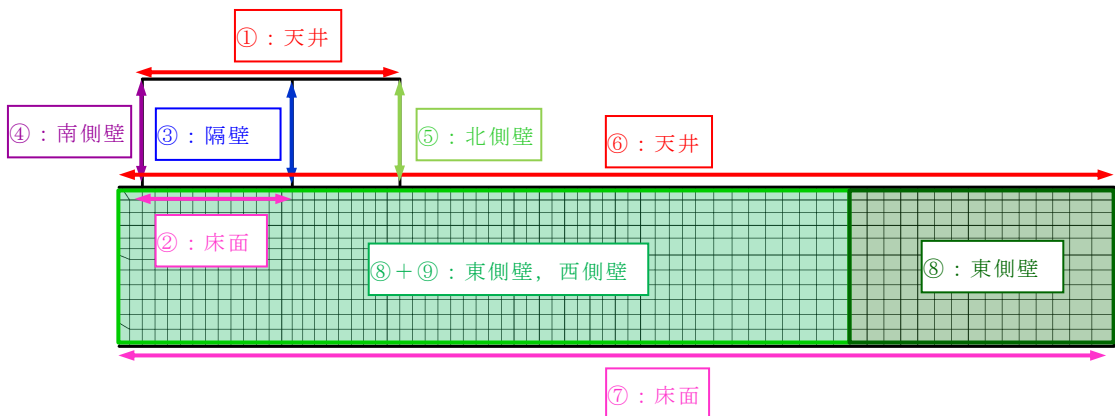 ①:天井
④:南側壁
③:隔壁
⑤:北側壁
⑥:天井
②:床面
⑧+⑨:東側壁,西側壁
⑧:東側壁
⑦:床面